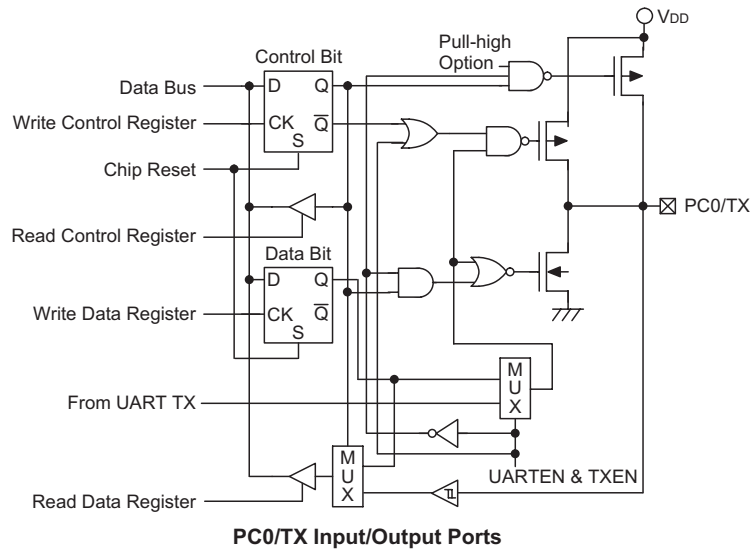 VDD
Pull-high
Option
Control Bit
Data Bus
D
Q
Write Control Register
CK
Q
S
Chip Reset
PC0/TX
Read Control Register
Data Bit
D
Q
Write Data Register
CK
Q
S
M
U
X
From UART TX
M
U
X
UARTEN & TXEN
Read Data Register
PC0/TX Input/Output Ports